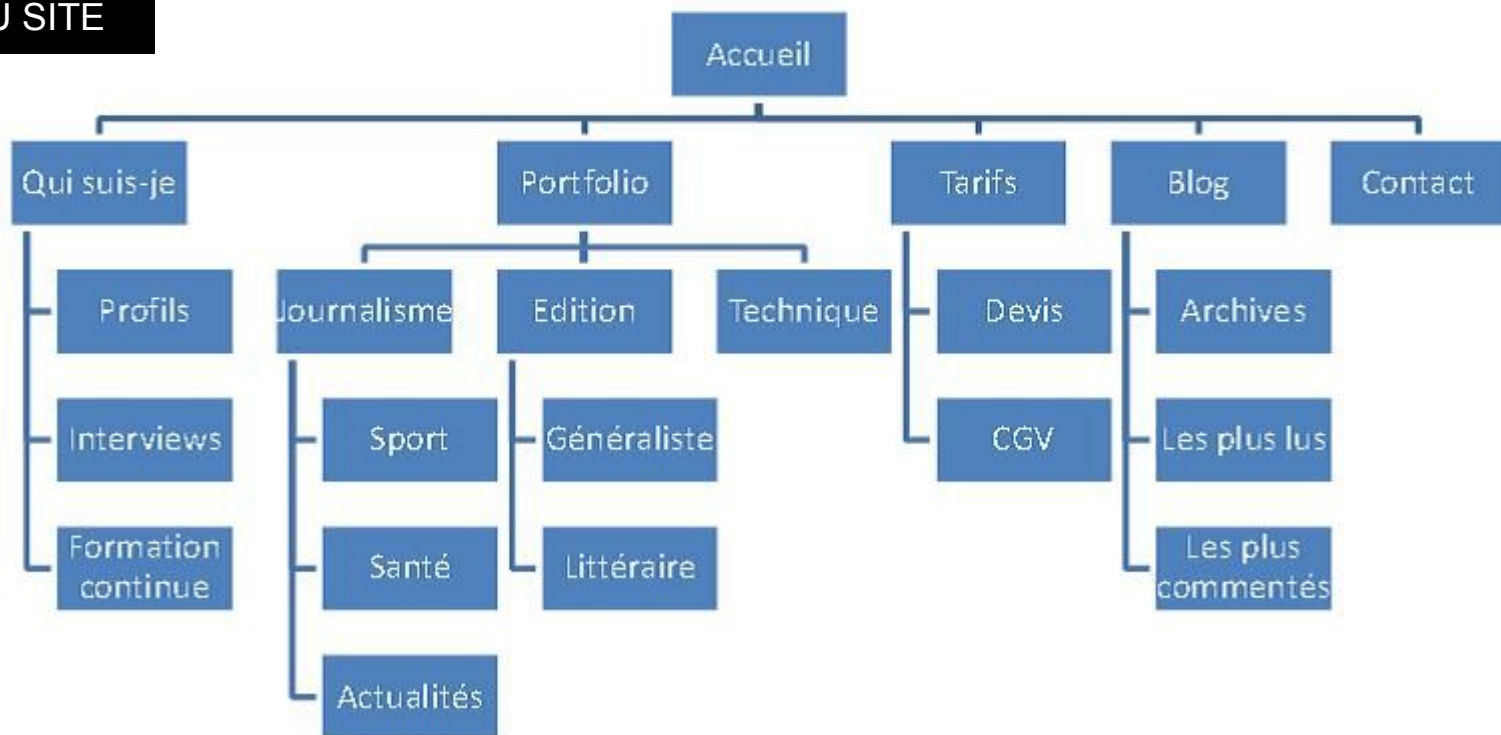 U SITE
Accueil
Qui suis-je
Portfolio
Tarifs
Blog
Contact
Profils
Journalisme
Edition
Technique
Devis
Archives
Interviews
Sport
Généraliste
CGV
Les plus lus
Formation
continue
Santé
Littéraire
Les plus
commentés
Actualités